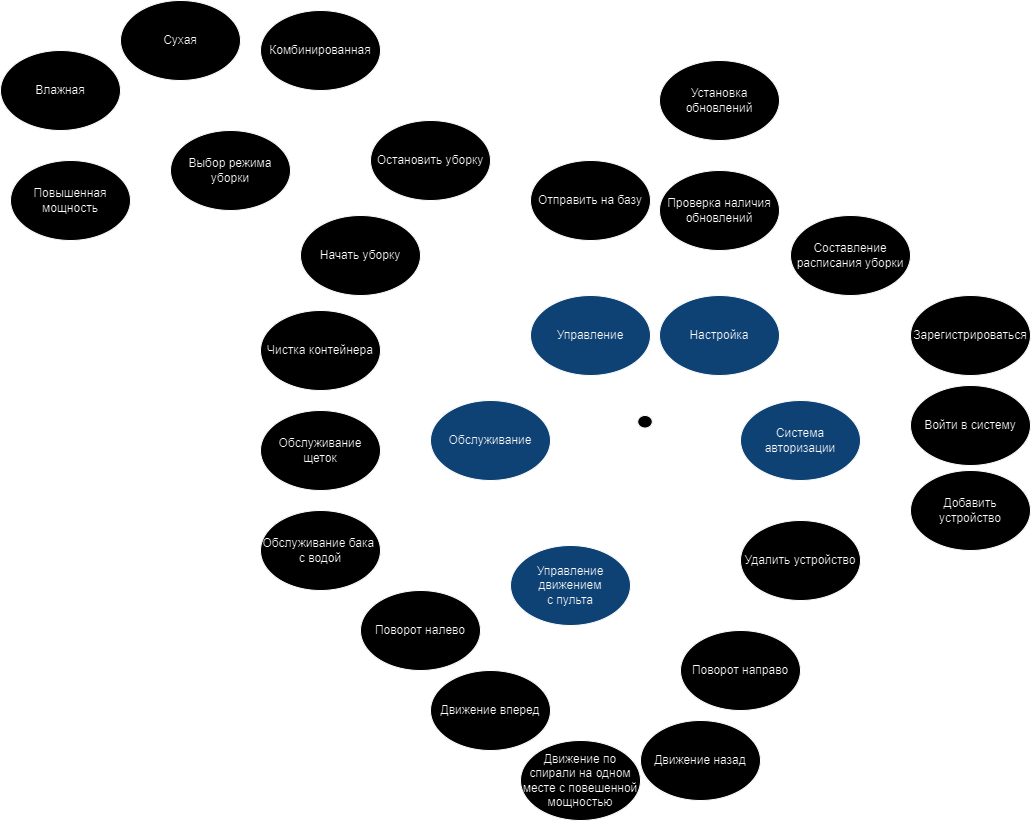 Сухая
Комбинированная
Влажная
Установка
обновлений
Остановить уборку
Выбор режима
уборки
Повышенная
мощность
Отправить на базу
Проверка наличия
обновлений
Начать уборку
Составление
расписания уборки
Управление
Настройка
Зарегистрироваться
Чистка контейнера
Войти в систему
Обслуживание
Система
авторизации
Обслуживание
щеток
Добавить
устройство
Обслуживание бака
с водой
Удалить устройство
Управление
движением
с пульта
Поворот налево
Поворот направо
Движение вперед
Движение назад
Движение по
спирали на одном
месте с повешенной
мощностью